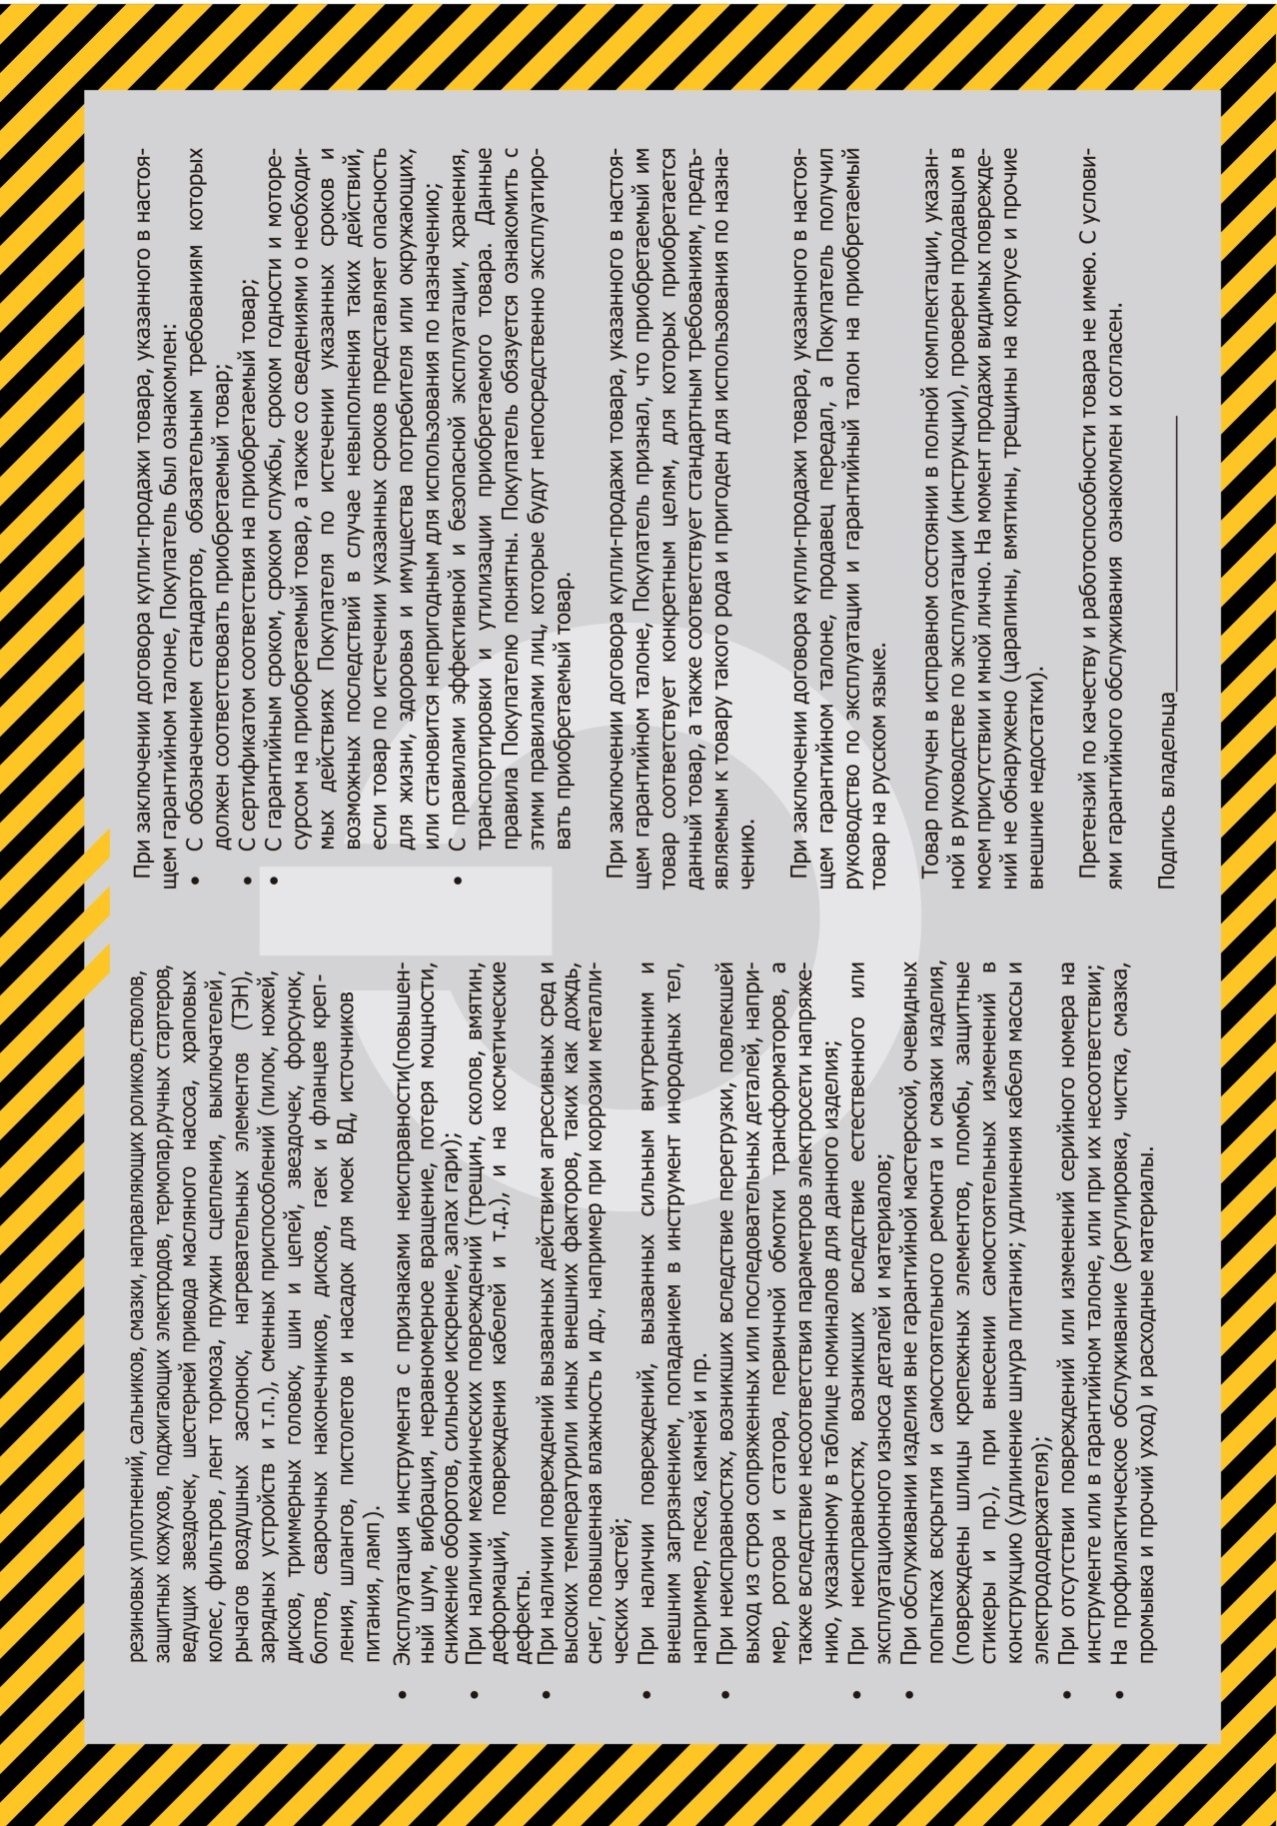 резиновых уплотнений, сальников, смазки, направляющих роликов,стволов,
защитных кожухов, поджигающих электродов, термопар,ручных стартеров,
ведущих звездочек, шестерней привода масляного насоса, храповых
колес, фильтров, лент тормоза, пружин сцепления, выключателей,
рычагов воздушных заслонок, нагревательных элементов (ТЭН),
зарядных устройств и т.п.), сменных приспособлений (пилок, ножей,
дисков, триммерных головок, шин и цепей, звездочек, форсунок,
болтов, сварочных наконечников, дисков, гаек и фланцев креп-
ления, шлангов, пистолетов и насадок для моек ВД, источников
питания, ламп).
• Эксплуатация инструмента с признаками неисправности(повышен-
ный шум, вибрация, неравномерное вращение, потеря мощности,
снижение оборотов, сильное искрение, запах гари);
• При наличии механических повреждений (трещин, сколов, вмятин,
деформаций, повреждения кабелей и т.д.), и на косметические
дефекты.
• При наличии повреждений вызванных действием агрессивных сред и
высоких температурили иных внешних факторов, таких как дождь,
снег, повышенная влажность и др., например при коррозии металли-
ческих частей;
• При наличии повреждений, вызванных сильным внутренним и
внешним загрязнением, попаданием в инструмент инородных тел,
например, песка, камней и пр.
• При неисправностях, возникших вследствие перегрузки, повлекшей
выход из строя сопряженных или последовательных деталей, напри-
мер, ротора и статора, первичной обмотки трансформаторов, а
также вследствие несоответствия параметров электросети напряже-
нию, указанному в таблице номиналов для данного изделия;
• При неисправностях, возникших вследствие естественного или
эксплуатационного износа деталей и материалов;
• При обслуживании изделия вне гарантийной мастерской, очевидных
попытках вскрытия и самостоятельного ремонта и смазки изделия,
(повреждены шлицы крепежных элементов, пломбы, защитные
стикеры и пр.), при внесении самостоятельных изменений в
конструкцию (удлинение шнура питания; удлинения кабеля массы и
электрододержателя);
• При отсутствии повреждений или изменений серийного номера на
инструменте или в гарантийном талоне, или при их несоответствии;
• На профилактическое обслуживание (регулировка, чистка, смазка,
промывка и прочий уход) и расходные материалы.
При заключении договора купли-продажи товара, указанного в настоя-
щем гарантийном талоне, Покупатель был ознакомлен:
• С обозначением стандартов, обязательным требованиям которых
должен соответствовать приобретаемый товар;
• С сертификатом соответствия на приобретаемый товар;
• С гарантийным сроком, сроком службы, сроком годности и моторе-
сурсом на приобретаемый товар, а также со сведениями о необходи-
мых действиях Покупателя по истечении указанных сроков и
возможных последствий в случае невыполнения таких действий,
если товар по истечении указанных сроков представляет опасность
для жизни, здоровья и имущества потребителя или окружающих,
или становится непригодным для использования по назначению;
• С правилами эффективной и безопасной эксплуатации, хранения,
транспортировки и утилизации приобретаемого товара. Данные
правила Покупателю понятны. Покупатель обязуется ознакомить с
этими правилами лиц, которые будут непосредственно эксплуатиро-
вать приобретаемый товар.
При заключении договора купли-продажи товара, указанного в настоя-
щем гарантийном талоне, Покупатель признал, что приобретаемый им
товар соответствует конкретным целям, для которых приобретается
данный товар, а также соответствует стандартным требованиям, предъ-
являемым к товару такого рода и пригоден для использования по назна-
чению.
При заключении договора купли-продажи товара, указанного в настоя-
щем гарантийном талоне, продавец передал, а Покупатель получил
руководство по эксплуатации и гарантийный талон на приобретаемый
товар на русском языке.
Товар получен в исправном состоянии в полной комплектации, указан-
ной в руководстве по эксплуатации (инструкции), проверен продавцом в
моем присутствии и мной лично. На момент продажи видимых поврежде-
ний не обнаружено (царапины, вмятины, трещины на корпусе и прочие
внешние недостатки).
Претензий по качеству и работоспособности товара не имею. С услови-
ями гарантийного обслуживания ознакомлен и согласен.
Подпись владельца____________________